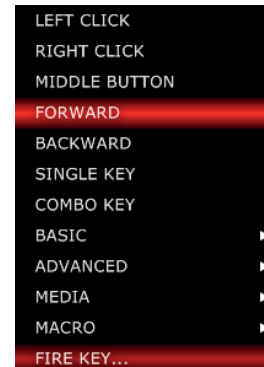 LEFT CLICK
RIGHT CLICK
MIDDLE BUTTON
FORWARD
BACKWARD
SINGLE KEY
COMBO KEY
BASIC
ADVANCED
MEDIA
MACRO
FIRE KEY...